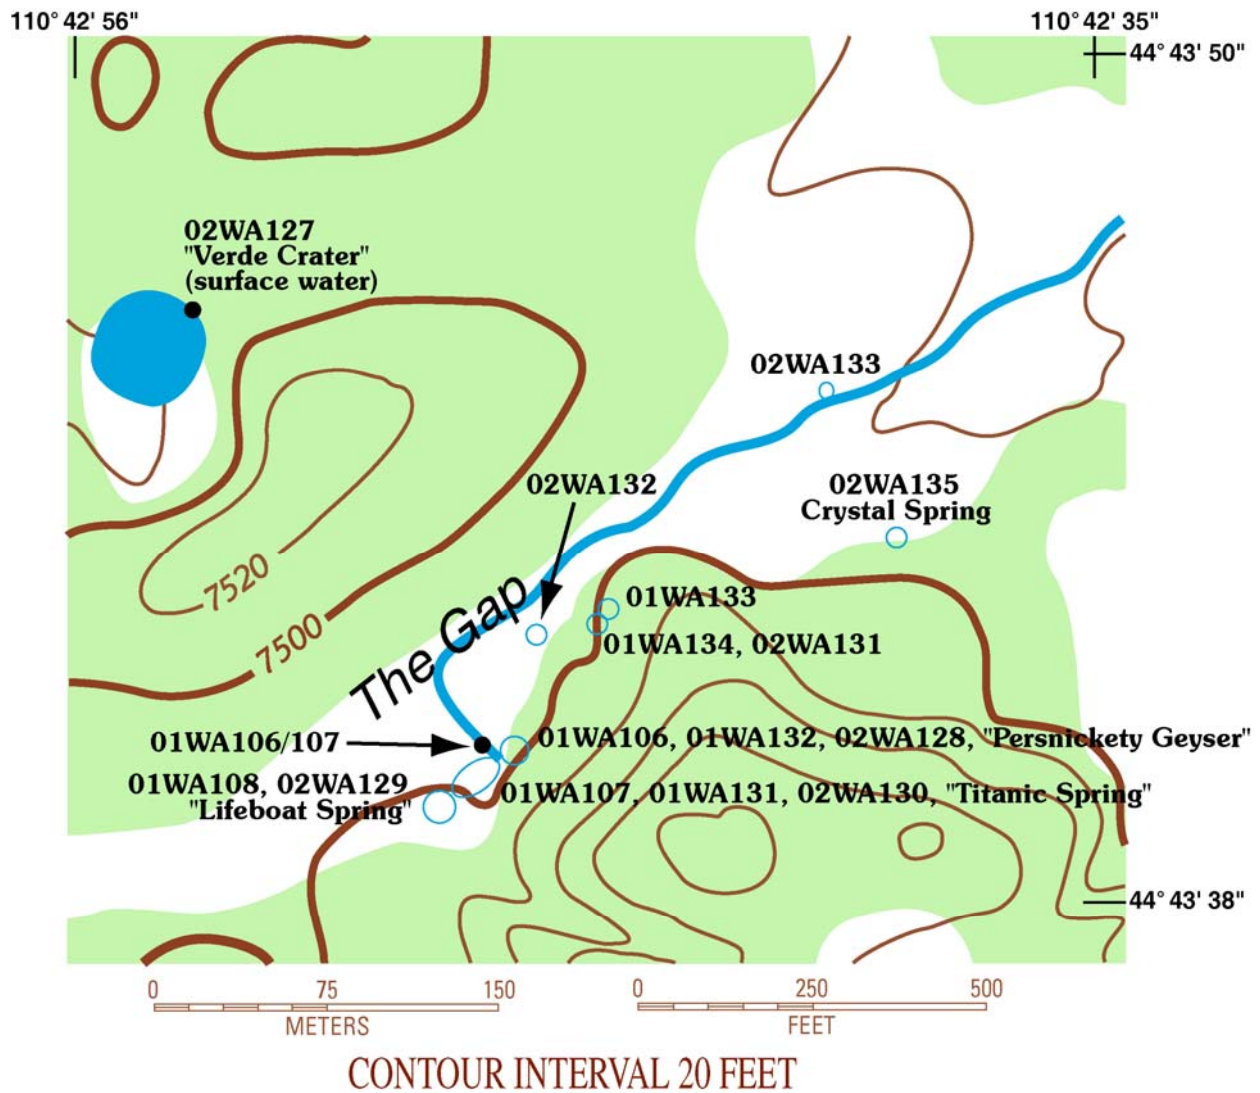 110° 42' 56"
110° 42' 35"
44° 43' 50"
02WA127
"Verde Crater"
(surface water)
02WA133
02WA132
02WA135
Crystal Spring
7520
7500
The Gap
01WA133
01WA134, 02WA131
01WA106/107
01WA106, 01WA132, 02WA128, "Persnickety Geyser"
01WA108, 02WA129
"Lifeboat Spring"
01WA107, 01WA131, 02WA130, "Titanic Spring"
44° 43' 38"
0 75 150
METERS
0 250 500
FEET
CONTOUR INTERVAL 20 FEET